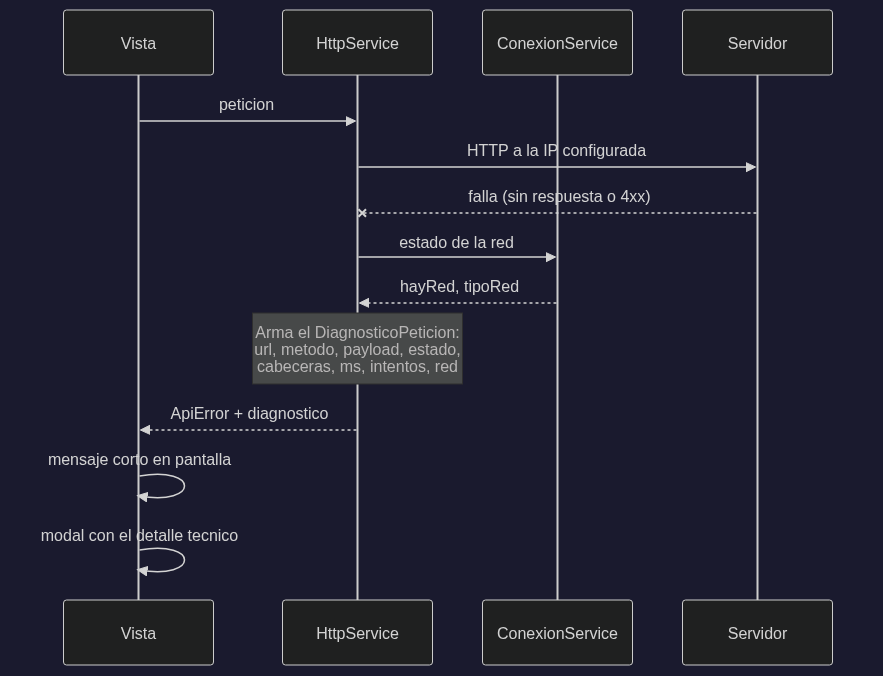 Vista
HttpService
ConexionService
Servidor
peticion
HTTP a la IP configurada
falla (sin respuesta o 4xx)
estado de la red
hayRed, tipoRed
Arma el DiagnosticoPeticion:
url, metodo, payload, estado,
cabeceras, ms, intentos, red
ApiError + diagnostico
mensaje corto en pantalla
modal con el detalle tecnico
Vista
HttpService
ConexionService
Servidor